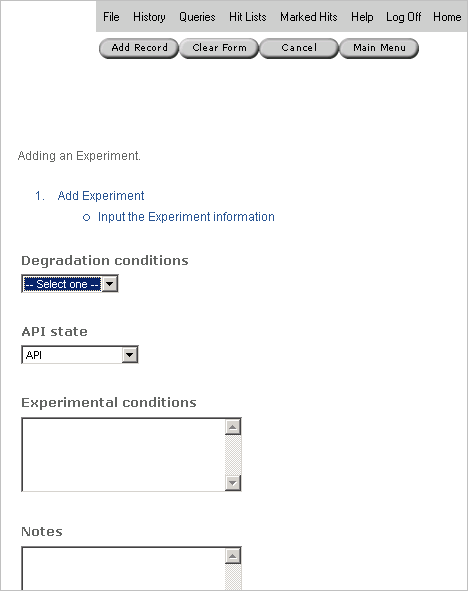 File History Queries Hit Lists Marked Hits Help Log Off Home
Add Record Clear Form Cancel Main Menu
Adding an Experiment.
1. Add Experiment
o Input the Experiment information
Degradation conditions
-- Select one --
API state
API
Experimental conditions
Notes